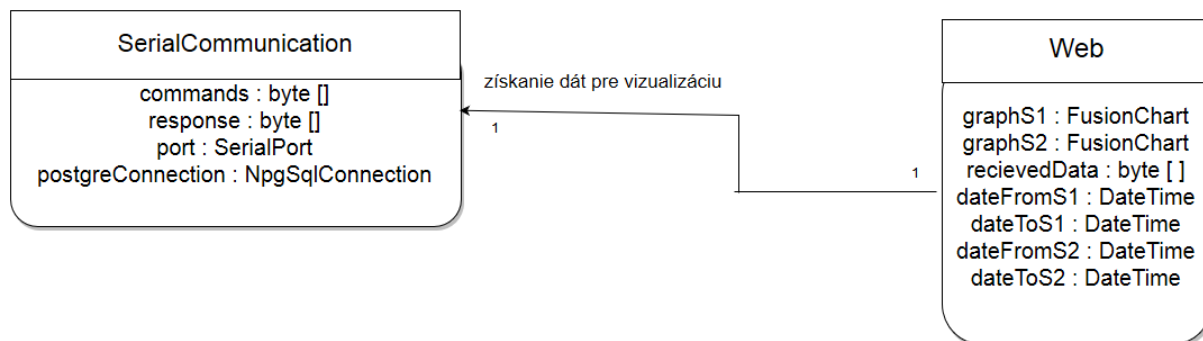 SerialCommunication
commands : byte []
response : byte []
port : SerialPort
postgreConnection : NpgSqlConnection
získanie dát pre vizualizáciu
1
1
Web
graphS1 : FusionChart
graphS2 : FusionChart
recievedData : byte [ ]
dateFromS1 : DateTime
dateToS1 : DateTime
dateFromS2 : DateTime
dateToS2 : DateTime